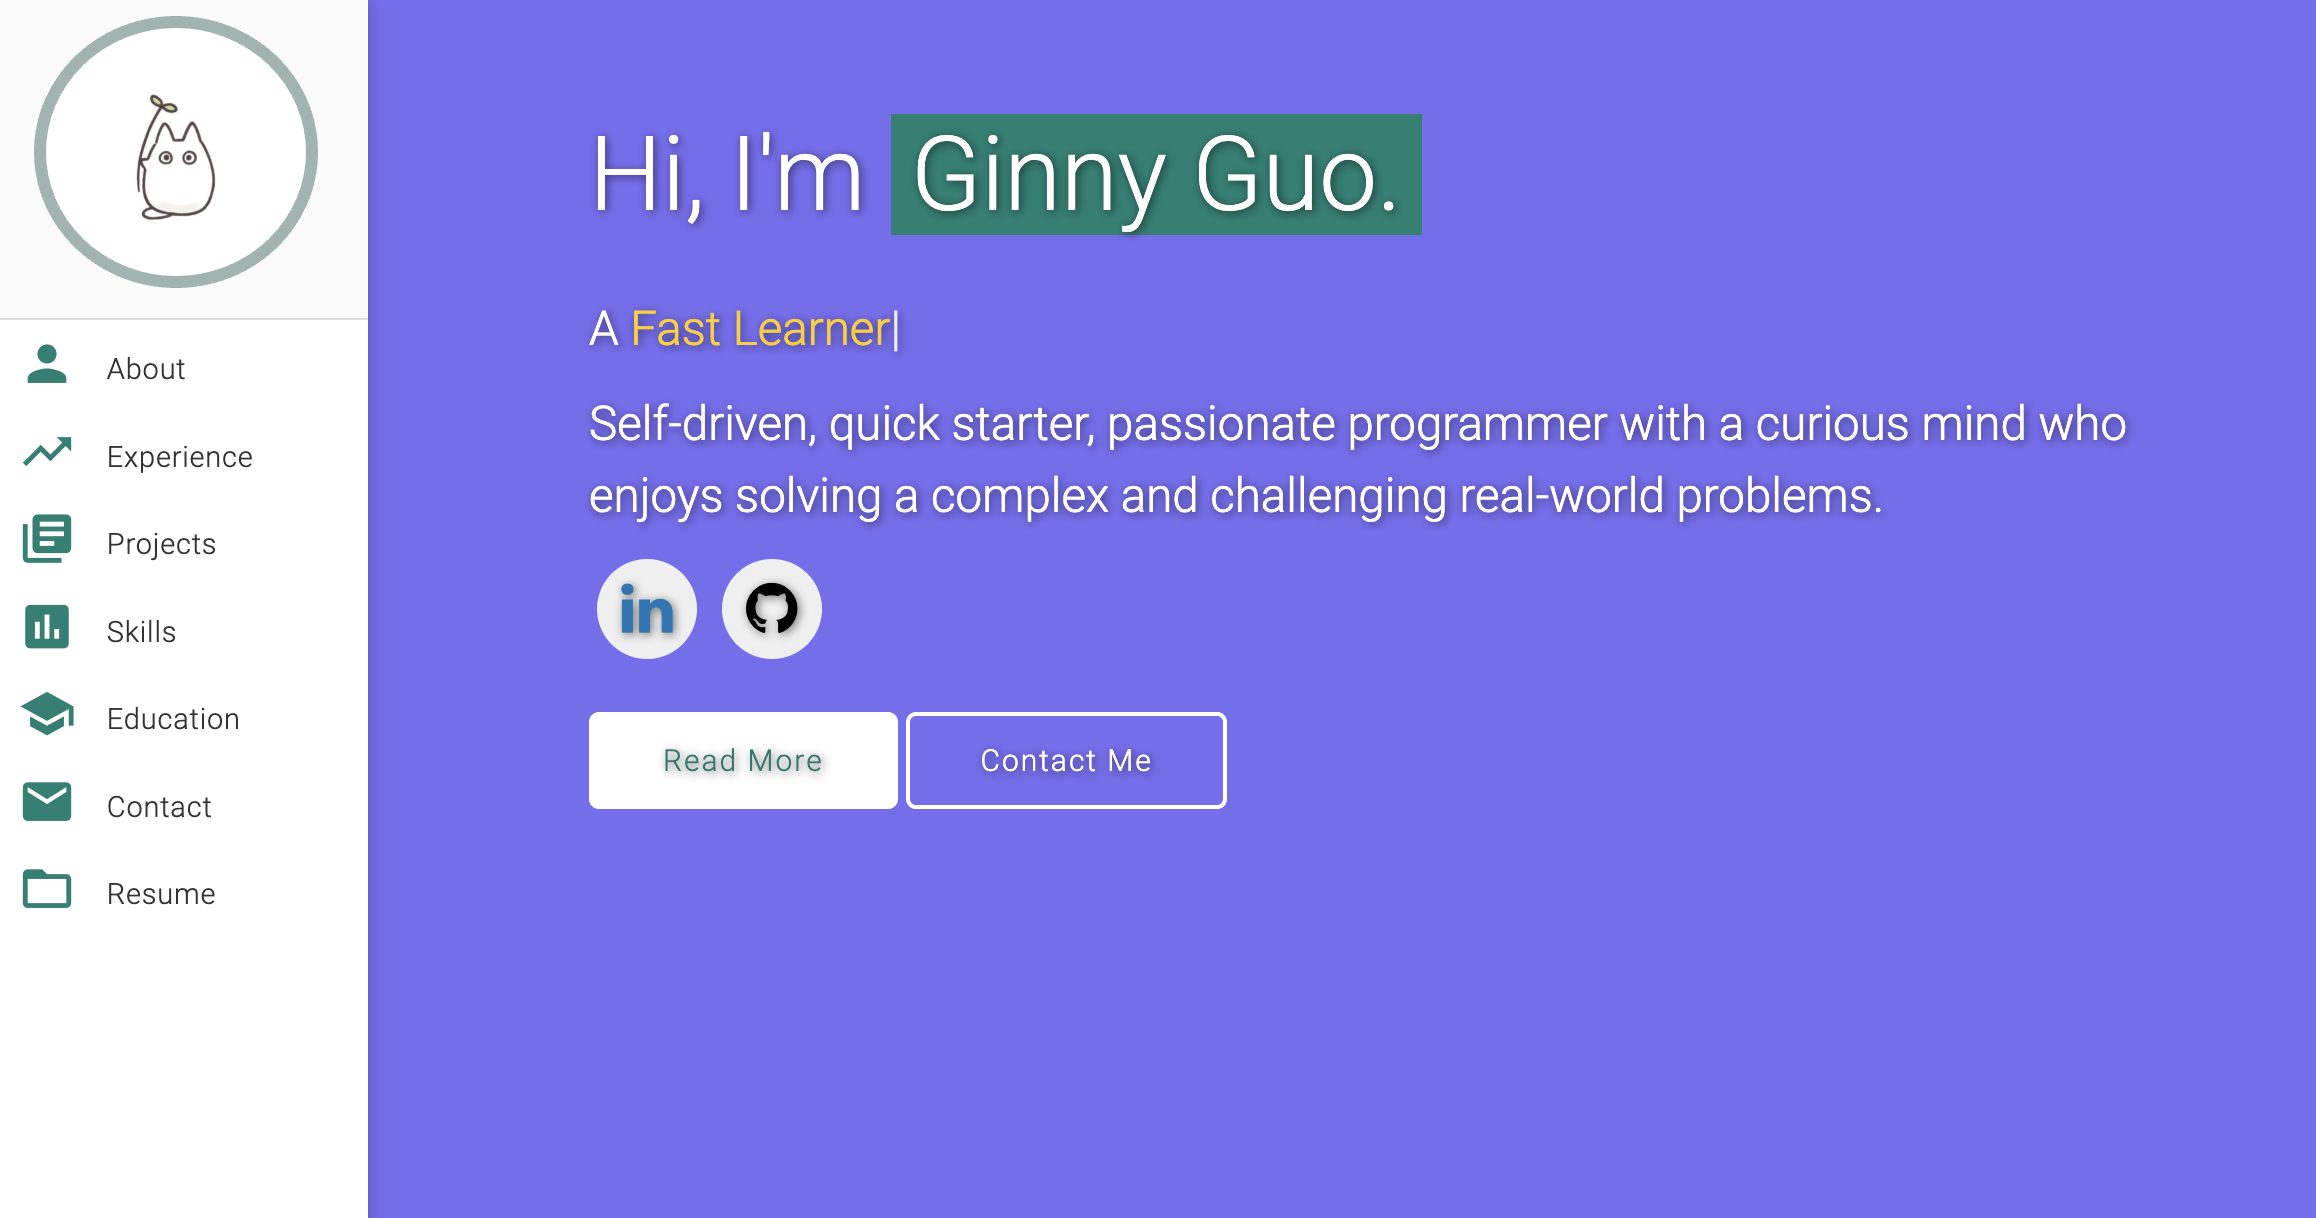 About
Experience
Projects
Skills
Education
Contact
Resume
Hi, I'm Ginny Guo.
A Fast Learner|
Self-driven, quick starter, passionate programmer with a curious mind who
enjoys solving a complex and challenging real-world problems.
in
Read More
Contact Me